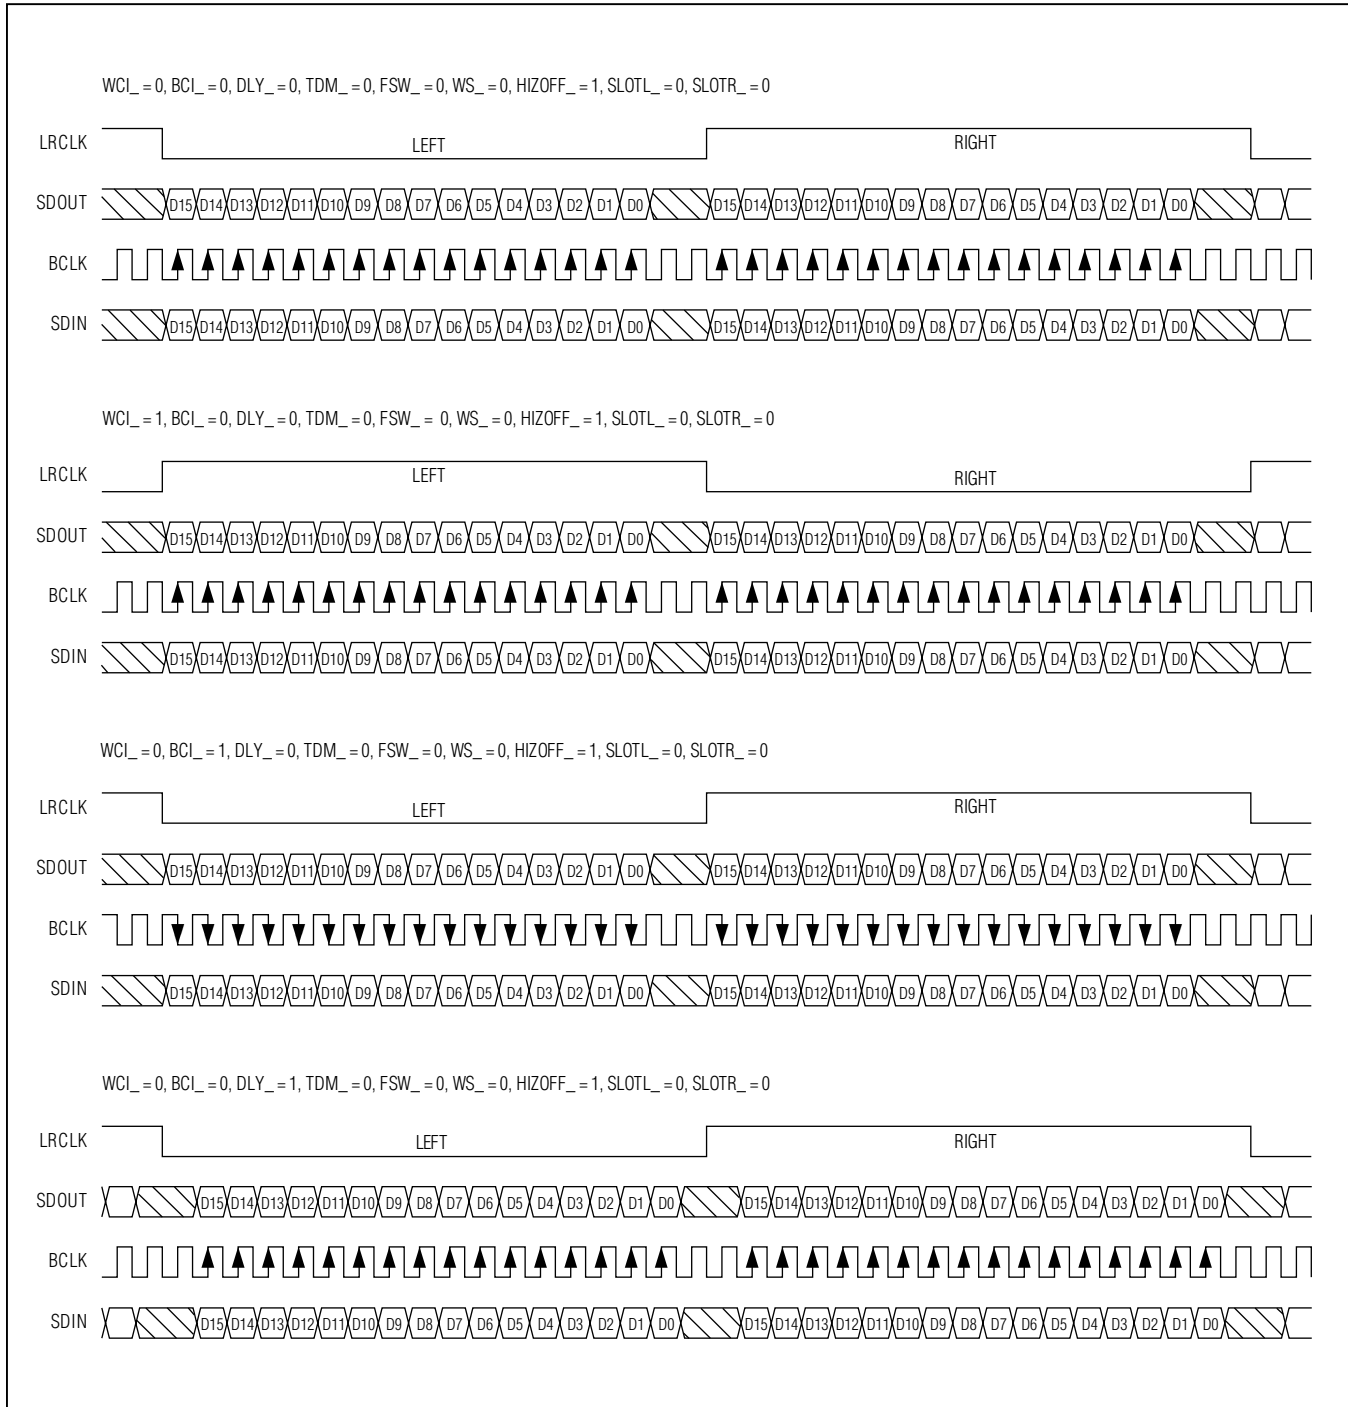 WCI_ = 0, BCI_ = 0, DLY_ = 0, TDM_ = 0, FSW_ = 0, WS_ = 0, HIZOFF_ = 1, SLOTL_ = 0, SLOTR_ = 0
LRCLK LEFT RIGHT
SDOUT D15 D14 D13 D12 D11 D10 D9 D8 D7 D6 D5 D4 D3 D2 D1 D0 D15 D14 D13 D12 D11 D10 D9 D8 D7 D6 D5 D4 D3 D2 D1 D0
BCLK
SDIN D15 D14 D13 D12 D11 D10 D9 D8 D7 D6 D5 D4 D3 D2 D1 D0 D15 D14 D13 D12 D11 D10 D9 D8 D7 D6 D5 D4 D3 D2 D1 D0
WCI_ = 1, BCI_ = 0, DLY_ = 0, TDM_ = 0, FSW_ = 0, WS_ = 0, HIZOFF_ = 1, SLOTL_ = 0, SLOTR_ = 0
LRCLK LEFT RIGHT
SDOUT D15 D14 D13 D12 D11 D10 D9 D8 D7 D6 D5 D4 D3 D2 D1 D0 D15 D14 D13 D12 D11 D10 D9 D8 D7 D6 D5 D4 D3 D2 D1 D0
BCLK
SDIN D15 D14 D13 D12 D11 D10 D9 D8 D7 D6 D5 D4 D3 D2 D1 D0 D15 D14 D13 D12 D11 D10 D9 D8 D7 D6 D5 D4 D3 D2 D1 D0
WCI_ = 0, BCI_ = 1, DLY_ = 0, TDM_ = 0, FSW_ = 0, WS_ = 0, HIZOFF_ = 1, SLOTL_ = 0, SLOTR_ = 0
LRCLK LEFT RIGHT
SDOUT D15 D14 D13 D12 D11 D10 D9 D8 D7 D6 D5 D4 D3 D2 D1 D0 D15 D14 D13 D12 D11 D10 D9 D8 D7 D6 D5 D4 D3 D2 D1 D0
BCLK
SDIN D15 D14 D13 D12 D11 D10 D9 D8 D7 D6 D5 D4 D3 D2 D1 D0 D15 D14 D13 D12 D11 D10 D9 D8 D7 D6 D5 D4 D3 D2 D1 D0
WCI_ = 0, BCI_ = 0, DLY_ = 1, TDM_ = 0, FSW_ = 0, WS_ = 0, HIZOFF_ = 1, SLOTL_ = 0, SLOTR_ = 0
LRCLK LEFT RIGHT
SDOUT D15 D14 D13 D12 D11 D10 D9 D8 D7 D6 D5 D4 D3 D2 D1 D0 D15 D14 D13 D12 D11 D10 D9 D8 D7 D6 D5 D4 D3 D2 D1 D0
BCLK
SDIN D15 D14 D13 D12 D11 D10 D9 D8 D7 D6 D5 D4 D3 D2 D1 D0 D15 D14 D13 D12 D11 D10 D9 D8 D7 D6 D5 D4 D3 D2 D1 D0